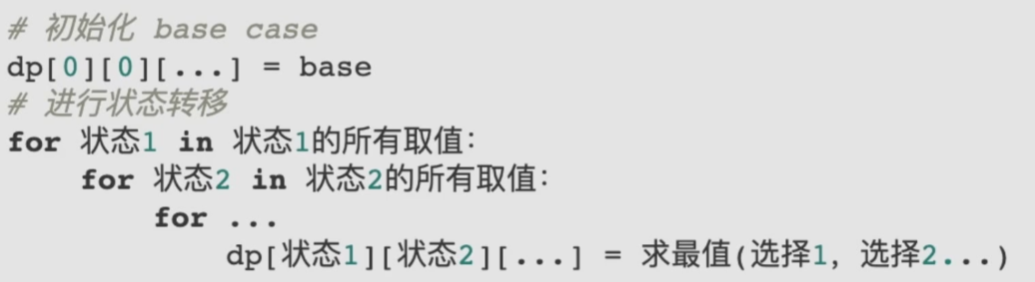 # 初始化 base case
dp[0][0][...] = base
# 进行状态转移
for 状态1 in 状态1的所有取值：
    for 状态2 in 状态2的所有取值：
        for ...
            dp[状态1][状态2][...] = 求最值(选择1，选择2...)